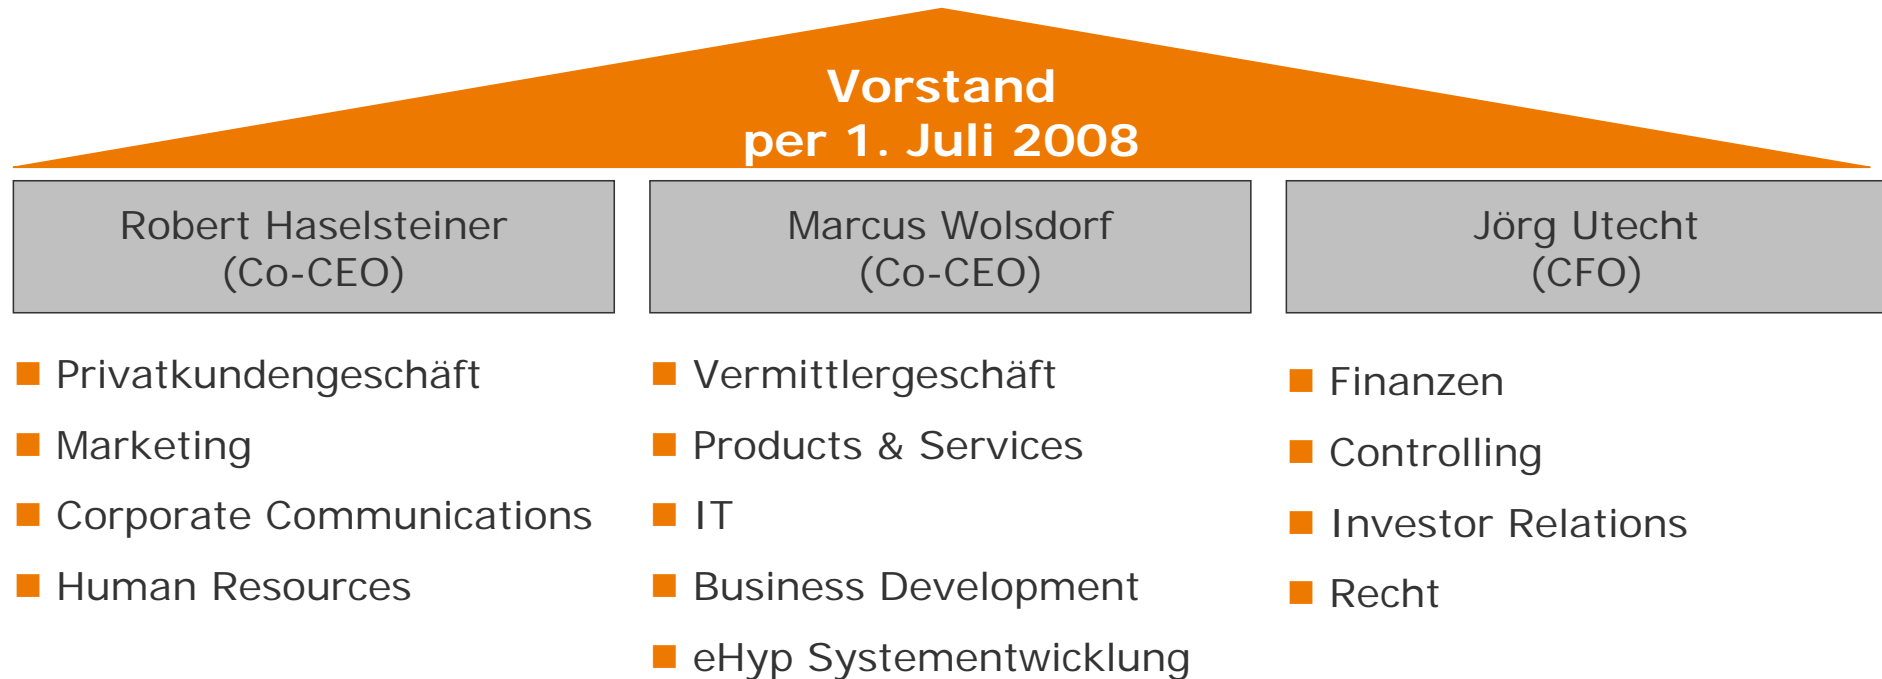 Vorstand
per 1. Juli 2008
Robert Haselsteiner
(Co-CEO)
Privatkundengeschäft
Marketing
Corporate Communications
Human Resources
Marcus Wolsdorf
(Co-CEO)
Vermittlergeschäft
Products & Services
IT
Business Development
eHyp Systementwicklung
Jörg Utecht
(CFO)
Finanzen
Controlling
Investor Relations
Recht